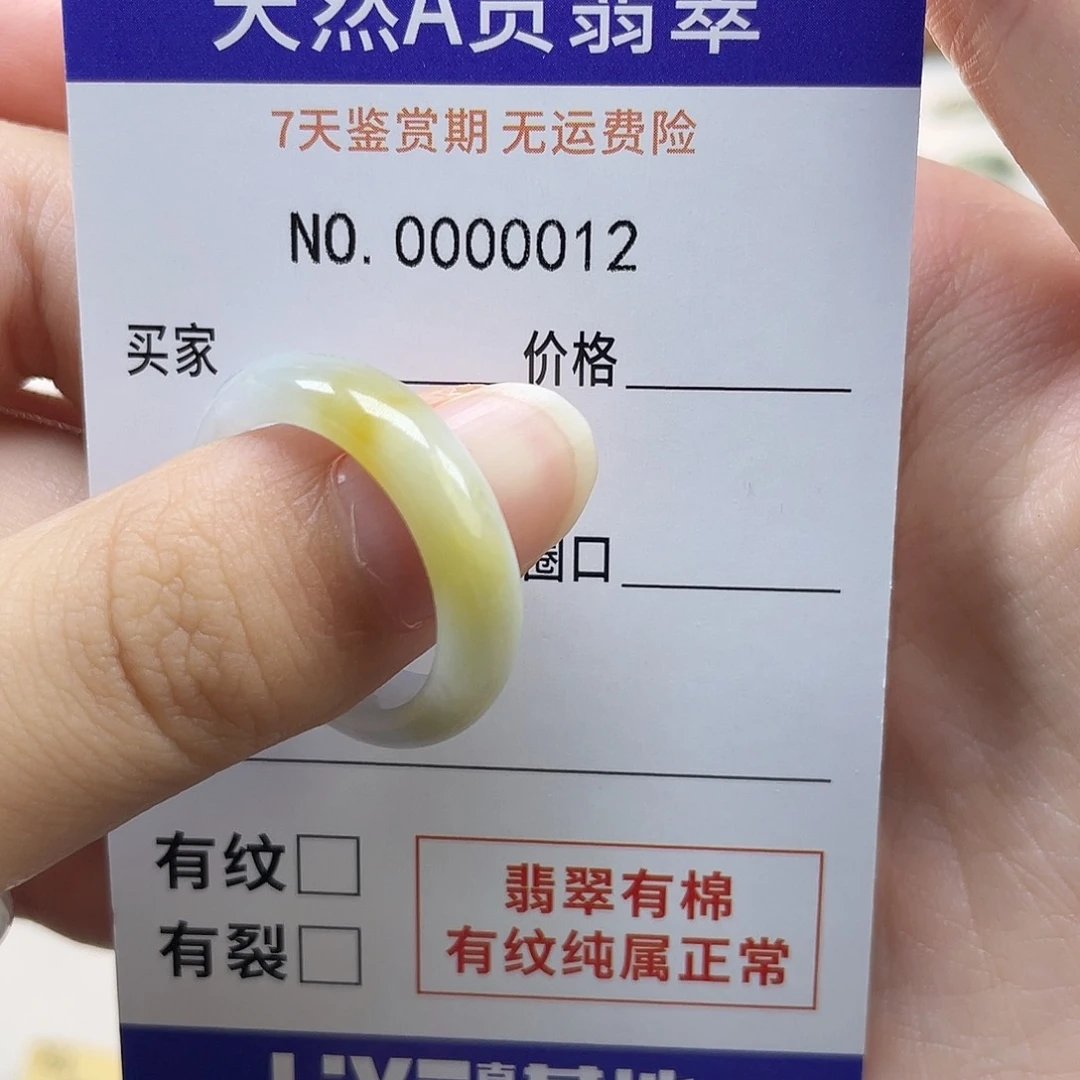 天然A货翡翠
7天鉴赏期 无运费险
NO. 0000012
买家 价格
圈口
有纹
有裂
翡翠有棉
有纹纯属正常